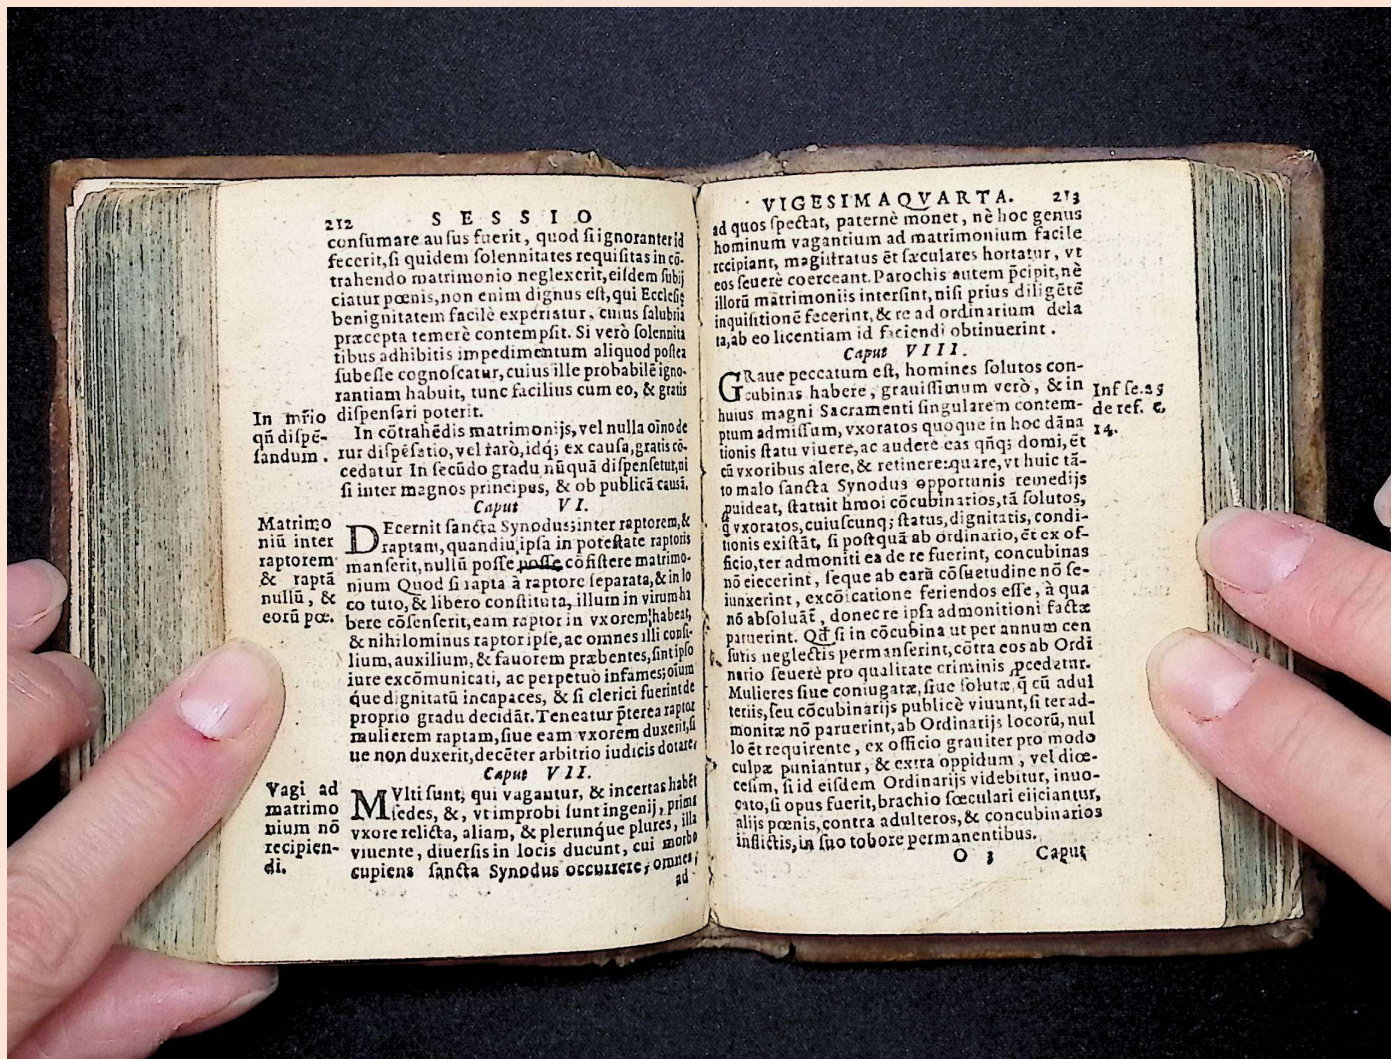 212 SESSIO
consumare ausus fuerit, quod si ignoranter id
fecerit, si quidem solennitates requisitas in cō-
trahendo matrimonio neglexerit, eisdem subij
ciatur pœnis, non enim dignus est, qui Ecclesię
benignitatem facilè experiatur, cuius salubria
præcepta temerè contempsit. Si verò solennita
tibus adhibitis impedimentum aliquod postea
subesse cognoscatur, cuius ille probabilē igno-
rantiam habuit, tunc facilius cum eo, & gratis
dispensari poterit.
In cōtrahēdis matrimonijs, vel nulla oīno de
tur dispēsatio, vel rarò, idq; ex causa, gratis cō-
cedatur In secūdo gradu nūquā dispensetur, ni
si inter magnos principes, & ob publicā causā.
In mr̄io
qn̄ dispē-
sandum.
Caput VI.
DEcernit sancta Synodus: inter raptorem, &
raptam, quandiu ipsa in potestate raptoris
manserit, nullū posse posse cōsistere matrimo-
nium Quod si rapta à raptore separata, & in lo
co tuto, & libero constituta, illum in virum ha
bere cōsenserit, eam raptor in vxorem habeat,
& nihilominus raptor ipse, ac omnes illi consi-
lium, auxilium, & fauorem præbentes, sint ipso
iure excōmunicati, ac perpetuò infames, oīum
que dignitatū incapaces, & si clerici fuerint de
proprio gradu decidāt. Teneatur p̄terea raptor
mulierem raptam, siue eam vxorem duxerit, si
ue non duxerit, decēter arbitrio iudicis dotare.
Matrimo
niū inter
raptorem
& raptā
nullū, &
eorū pœ.
Caput VII.
MVlti sunt, qui vagantur, & incertas habēt
sedes, &, vt improbi sunt ingenij, prima
vxore relicta, aliam, & plerunque plures, illa
viuente, diuersis in locis ducunt, cui morbo
cupiens sancta Synodus occurrere, omnes,
ad
Vagi ad
matrimo
nium nō
recipien-
di.
VIGESIMAQVARTA. 213
ad quos spectat, paternè monet, nè hoc genus
hominum vagantium ad matrimonium facile
recipiant, magistratus ēt sæculares hortatur, vt
eos seuerè coerceant. Parochis autem p̄cipit, nè
illorū matrimoniis intersint, nisi prius diligētē
inquisitionē fecerint, & re ad ordinarium dela
ta, ab eo licentiam id faciendi obtinuerint.
Caput VIII.
GRaue peccatum est, homines solutos con-
cubinas habere, grauissimum verò, & in
huius magni Sacramenti singularem contem-
ptum admissum, vxoratos quoque in hoc dāna
tionis statu viuere, ac audere eas qn̄q; domi, ēt
cū vxoribus alere, & retinere: quare, vt huic tā-
to malo sancta Synodus opportunis remedijs
puideat, statuit hmoi cōcubinarios, tā solutos,
q̄ vxoratos, cuiuscunq; status, dignitatis, condi-
tionis existāt, si postquā ab ordinario, ēt ex of-
ficio, ter admoniti ea de re fuerint, concubinas
nō eiecerint, seque ab earū cōsuetudine nō se-
iunxerint, excōicatione feriendos esse, à qua
nō absoluāt, donec re ipsa admonitioni factæ
paruerint. Qd̄ si in cōcubina ut per annum cen
suris neglectis permanserint, cōtra eos ab Ordi
nario seuerè pro qualitate criminis ꝓcedatur.
Mulieres siue coniugatæ, siue solutæ, q̄ cū adul
teriis, seu cōcubinarijs publicè viuunt, si ter ad-
monitæ nō paruerint, ab Ordinarijs locorū, nul
lo ēt requirente, ex officio grauiter pro modo
culpæ puniantur, & extra oppidum, vel diœ-
cesim, si id eisdem Ordinarijs videbitur, inuo-
cato, si opus fuerit, brachio sœculari eijciantur,
alijs pœnis, contra adulteros, & concubinarios
inflictis, in suo robore permanentibus.
Inf se. 25
de ref. c,
14.
O 3 Caput